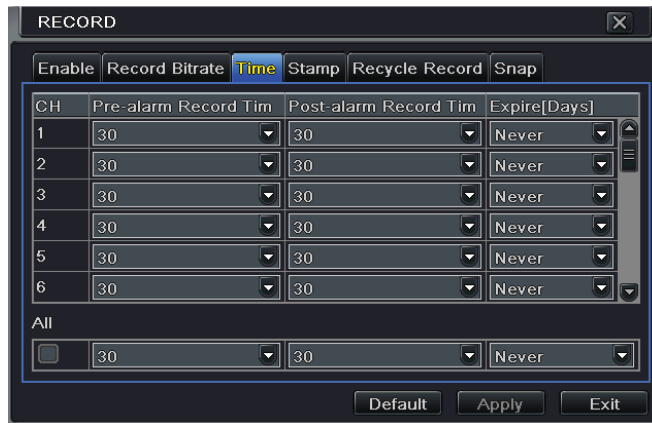 RECORD
Enable Record Bitrate Time Stamp Recycle Record Snap
CH Pre-alarm Record Tim Post-alarm Record Tim Expire[Days]
1 30 30 Never
2 30 30 Never
3 30 30 Never
4 30 30 Never
5 30 30 Never
6 30 30 Never
All
30 30 Never
Default Apply Exit